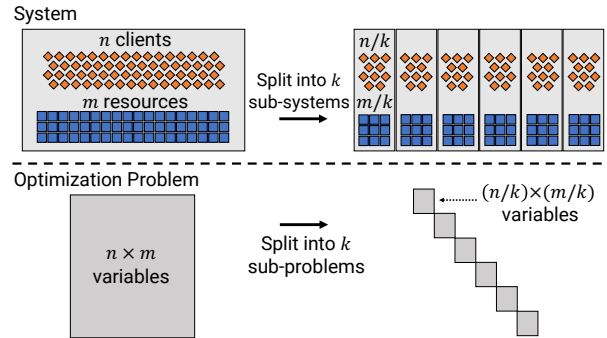 System
n clients
m resources
Split into k
sub-systems
n/k
m/k
Optimization Problem
n × m
variables
Split into k
sub-problems
(n/k)×(m/k)
variables